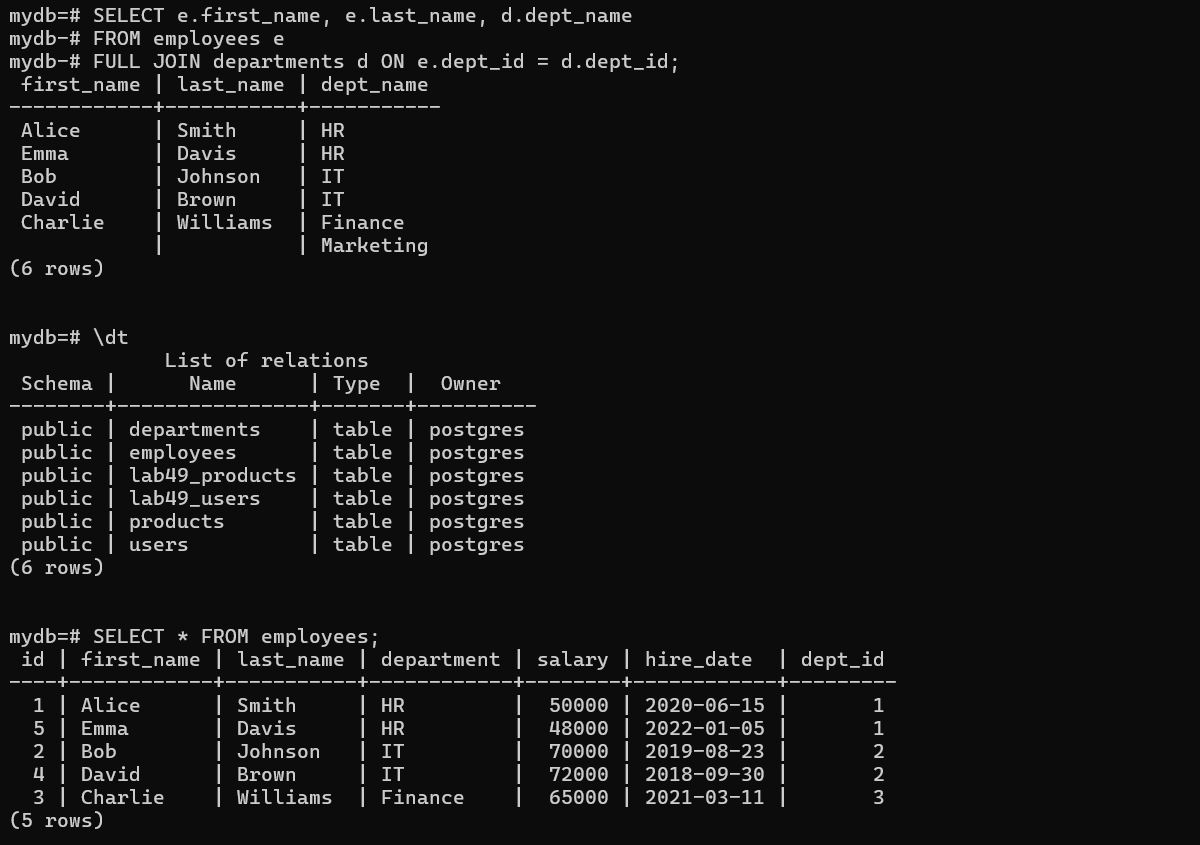 mydb=# SELECT e.first_name, e.last_name, d.dept_name
mydb-# FROM employees e
mydb-# FULL JOIN departments d ON e.dept_id = d.dept_id;
 first_name | last_name | dept_name
------------+-----------+-----------
 Alice      | Smith     | HR
 Emma       | Davis     | HR
 Bob        | Johnson   | IT
 David      | Brown     | IT
 Charlie    | Williams  | Finance
            |           | Marketing
(6 rows)

mydb=# \dt
             List of relations
 Schema |      Name      | Type  |  Owner
--------+----------------+-------+----------
 public | departments    | table | postgres
 public | employees      | table | postgres
 public | lab49_products | table | postgres
 public | lab49_users    | table | postgres
 public | products       | table | postgres
 public | users          | table | postgres
(6 rows)

mydb=# SELECT * FROM employees;
 id | first_name | last_name | department | salary | hire_date  | dept_id
----+------------+-----------+------------+--------+------------+---------
  1 | Alice      | Smith     | HR         |  50000 | 2020-06-15 |       1
  5 | Emma       | Davis     | HR         |  48000 | 2022-01-05 |       1
  2 | Bob        | Johnson   | IT         |  70000 | 2019-08-23 |       2
  4 | David      | Brown     | IT         |  72000 | 2018-09-30 |       2
  3 | Charlie    | Williams  | Finance    |  65000 | 2021-03-11 |       3
(5 rows)